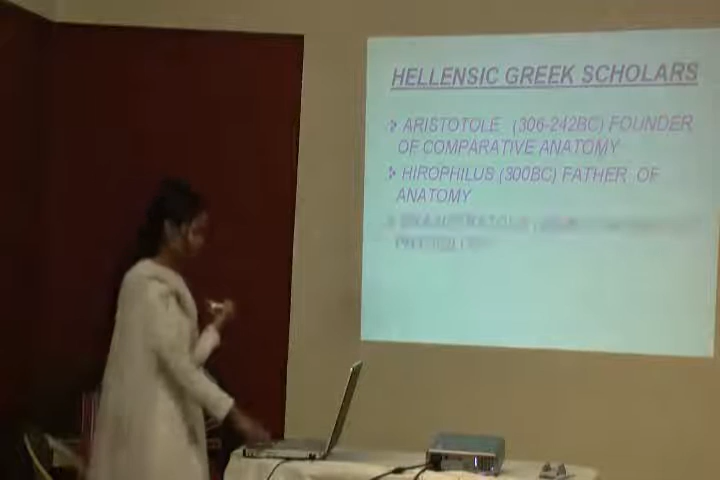 HELLENSIC GREEK SCHOLARS
ARISTOTOLE (306-242BC) FOUNDER
OF COMPARATIVE ANATOMY
HIROPHILUS (300BC) FATHER OF
ANATOMY